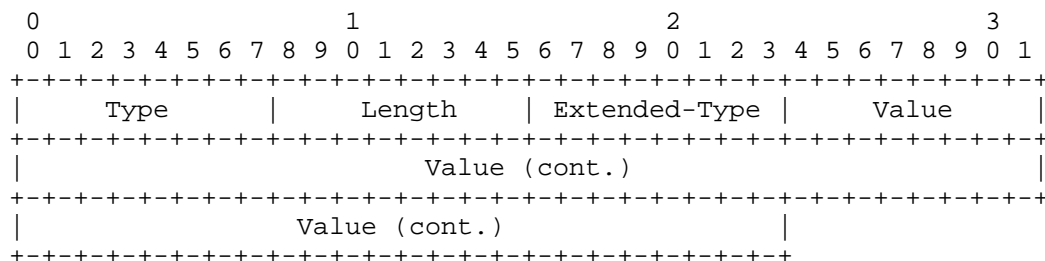 0                   1                   2                   3
 0 1 2 3 4 5 6 7 8 9 0 1 2 3 4 5 6 7 8 9 0 1 2 3 4 5 6 7 8 9 0 1
+-+-+-+-+-+-+-+-+-+-+-+-+-+-+-+-+-+-+-+-+-+-+-+-+-+-+-+-+-+-+-+-+
|     Type      |     Length    | Extended-Type |     Value     |
+-+-+-+-+-+-+-+-+-+-+-+-+-+-+-+-+-+-+-+-+-+-+-+-+-+-+-+-+-+-+-+-+
|                         Value (cont.)                         |
+-+-+-+-+-+-+-+-+-+-+-+-+-+-+-+-+-+-+-+-+-+-+-+-+-+-+-+-+-+-+-+-+
|                 Value (cont.)                 |
+-+-+-+-+-+-+-+-+-+-+-+-+-+-+-+-+-+-+-+-+-+-+-+-+